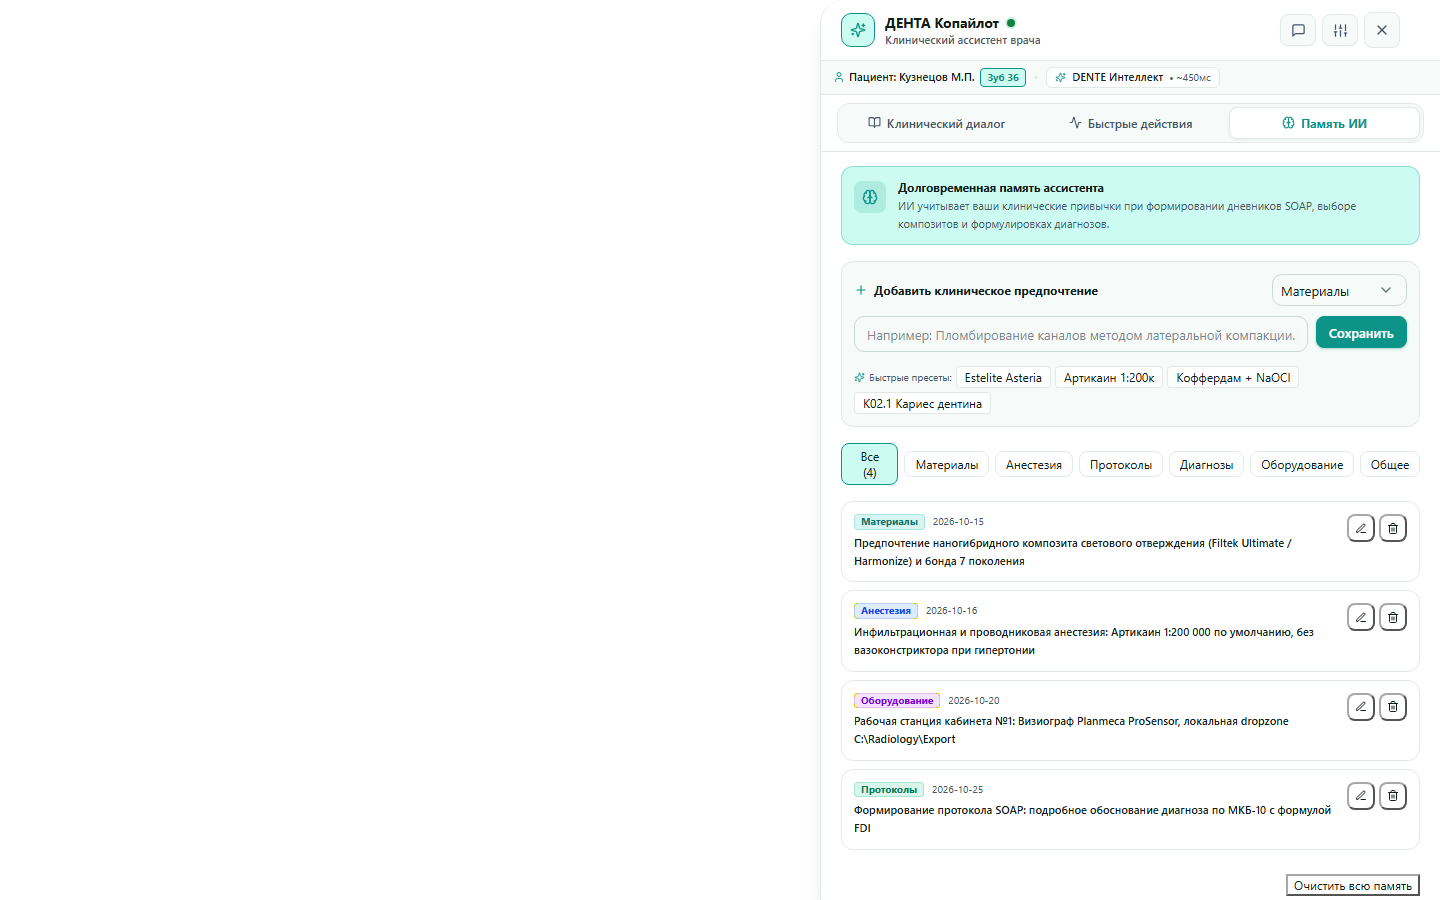 ДЕНТА Копайлот
Клинический ассистент врача
Пациент: Кузнецов М.П.
Зуб 36
DENTE Интеллект • ~450мс
Клинический диалог
Быстрые действия
Память ИИ
Долговременная память ассистента
ИИ учитывает ваши клинические привычки при формировании дневников SOAP, выборе
композитов и формулировках диагнозов.
Добавить клиническое предпочтение
Материалы
Например: Пломбирование каналов методом латеральной компакции.
Сохранить
Быстрые пресеты:
Estelite Asteria
Артикаин 1:200к
Коффердам + NaOCl
К02.1 Кариес дентина
Все
(4)
Материалы
Анестезия
Протоколы
Диагнозы
Оборудование
Общее
Материалы 2026-10-15
Предпочтение наногибридного композита светового отверждения (Filtek Ultimate /
Harmonize) и бонда 7 поколения
Анестезия 2026-10-16
Инфильтрационная и проводниковая анестезия: Артикаин 1:200 000 по умолчанию, без
вазоконстриктора при гипертонии
Оборудование 2026-10-20
Рабочая станция кабинета №1: Визиограф Planmeca ProSensor, локальная dropzone
C:\Radiology\Export
Протоколы 2026-10-25
Формирование протокола SOAP: подробное обоснование диагноза по МКБ-10 с формулой
FDI
Очистить всю память